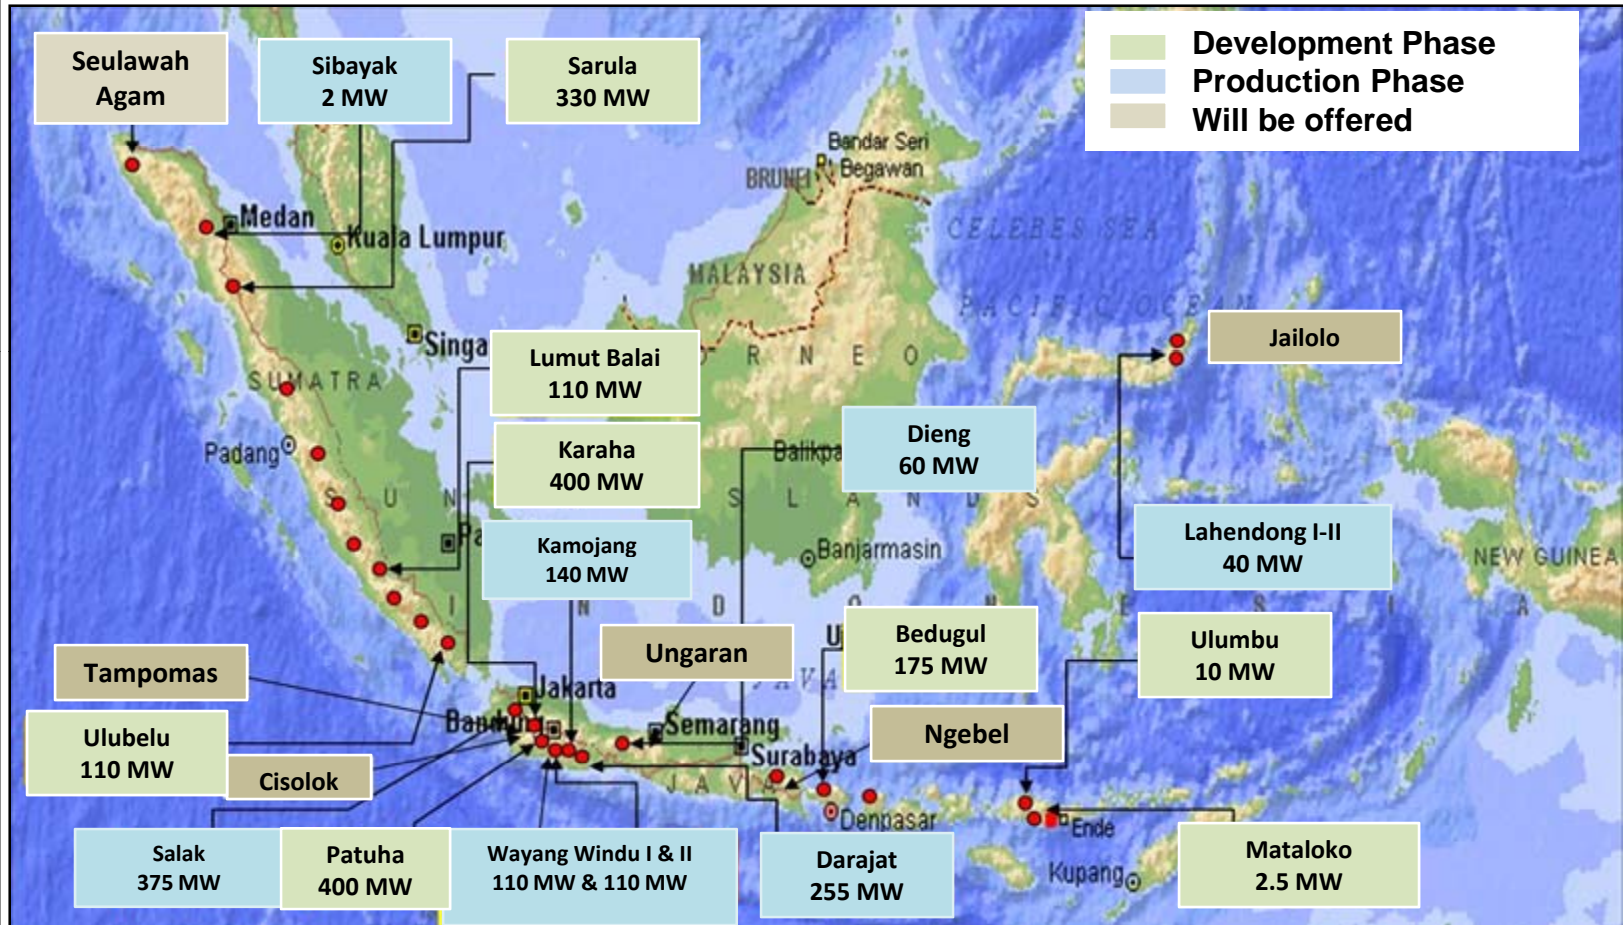 Seulawah
Agam
Sibayak
2 MW
Sarula
330 MW
Development Phase
Production Phase
Will be offered
Bandar Seri
Begawan
BRUNEI
Medan
Kuala Lumpur
CELEBES SEA
MALAYSIA
PACIFIC OCEAN
Singa
Jailolo
Lumut Balai
110 MW
O R N E O
SUMATRA
Karaha
400 MW
Dieng
60 MW
Balikpa
Padang
S U N
S L A N D S
Pa
Kamojang
140 MW
Banjarmasin
Lahendong I-II
40 MW
NEW GUINEA
I N D O N E S I A
Ungaran
U
Bedugul
175 MW
Ulumbu
10 MW
Tampomas
JAVA
Jakarta
Bandung
Semarang
Ulubelu
110 MW
Ngebel
Surabaya
Cisolok
J A V A
Denpasar
Ende
Salak
375 MW
Patuha
400 MW
Wayang Windu I & II
110 MW & 110 MW
Darajat
255 MW
Mataloko
2.5 MW
Kupang